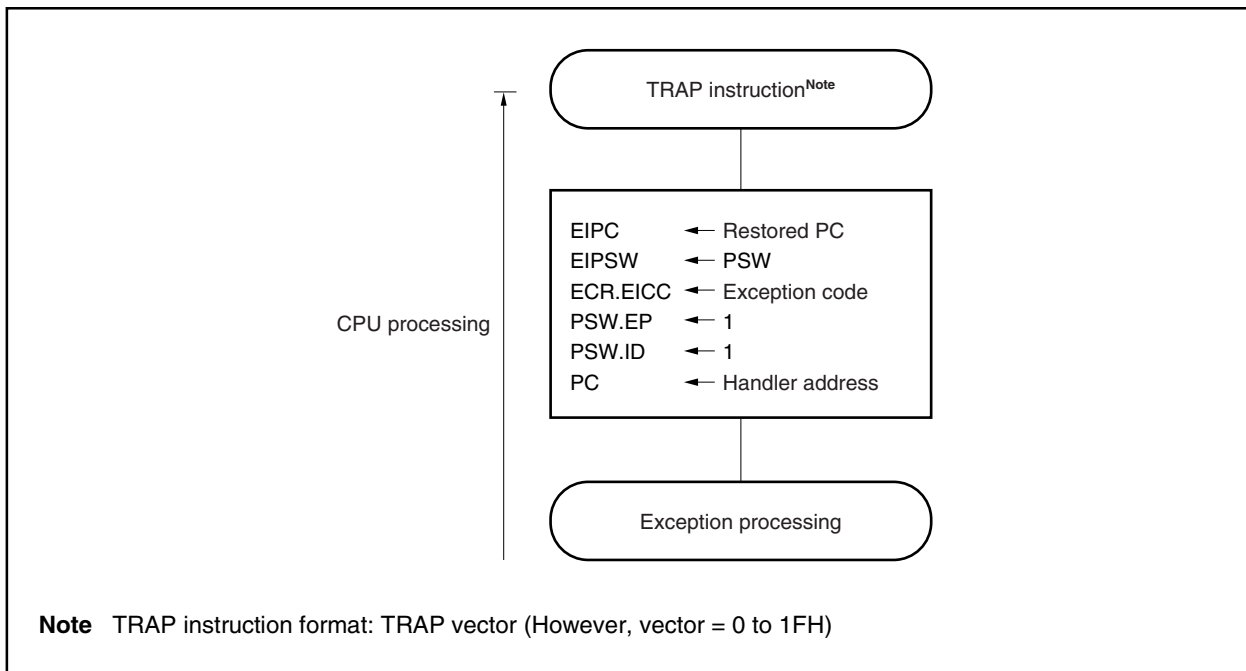 TRAP instructionNote
CPU processing
EIPC ← Restored PC
EIPSW ← PSW
ECR.EICC ← Exception code
PSW.EP ← 1
PSW.ID ← 1
PC ← Handler address
Exception processing
Note TRAP instruction format: TRAP vector (However, vector = 0 to 1FH)